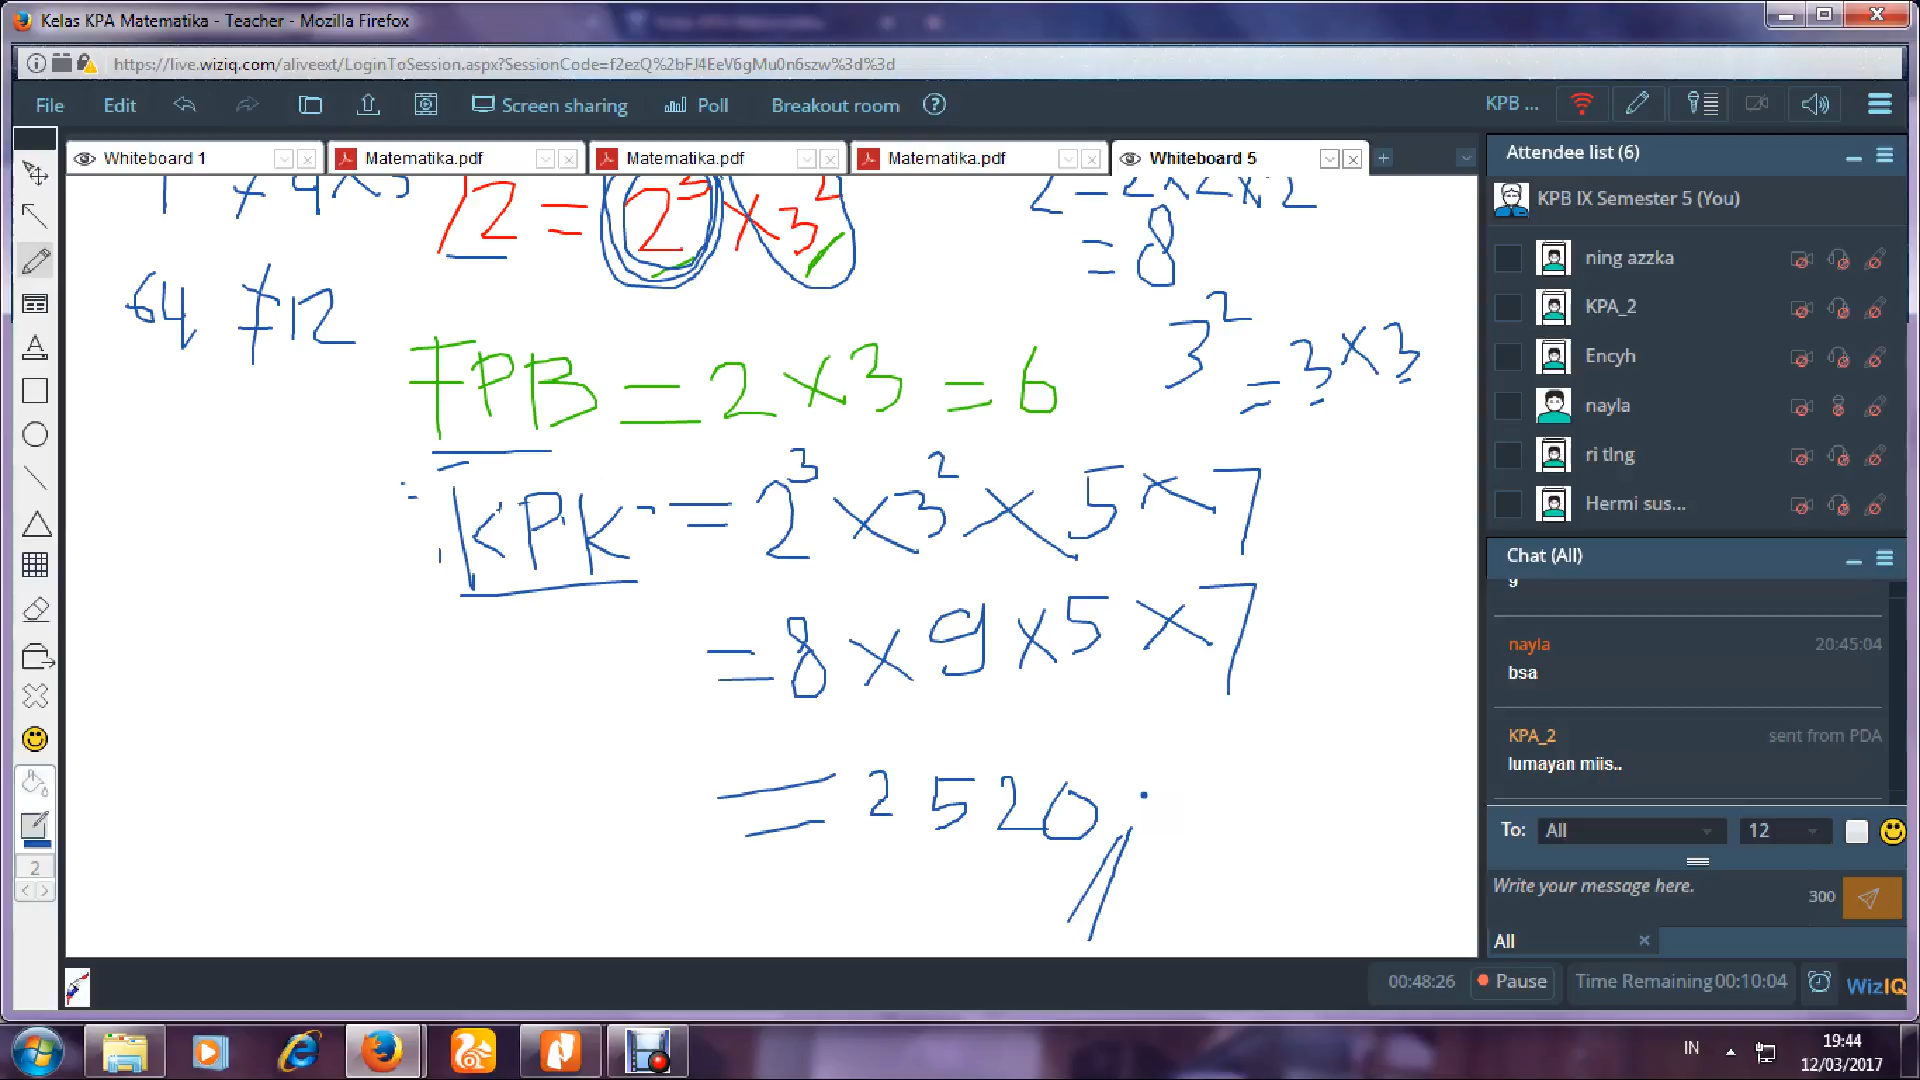 Kelas KPA Matematika - Teacher - Mozilla Firefox
https://live.wiziq.com/aliveext/LoginToSession.aspx?SessionCode=f2ezQ%2bFJ4EeV6gMu0n6szw%3d%3d
File Edit Screen sharing Poll Breakout room ? KPB ...
Whiteboard 1 Matematika.pdf Matematika.pdf Matematika.pdf Whiteboard 5 +
72 = 2³ × 3²
= 8
64 ≠ 12
3² = 3 × 3
FPB = 2 × 3 = 6
KPK = 2³ × 3² × 5 × 7
= 8 × 9 × 5 × 7
= 2520
2
Attendee list (6)
KPB IX Semester 5 (You)
ning azzka
KPA_2
Encyh
nayla
ri tlng
Hermi sus...
Chat (All)
nayla 20:45:04
bsa
KPA_2 sent from PDA
lumayan miis..
To: All 12
Write your message here. 300
All
00:48:26 Pause Time Remaining 00:10:04 WizIQ
IN 19:44
12/03/2017